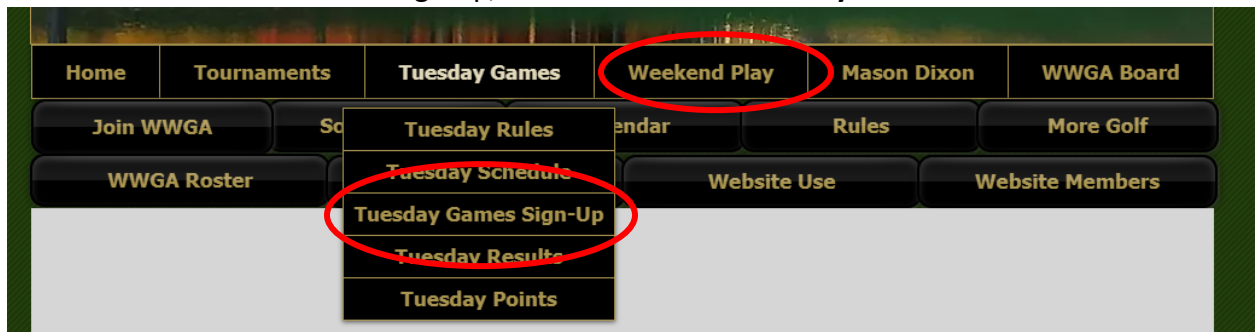 Home Tournaments Tuesday Games Weekend Play Mason Dixon WWGA Board
Join WWGA So endar Rules More Golf
Tuesday Rules
WWGA Roster Website Use Website Members
Tuesday Schedule
Tuesday Games Sign-Up
Tuesday Results
Tuesday Points